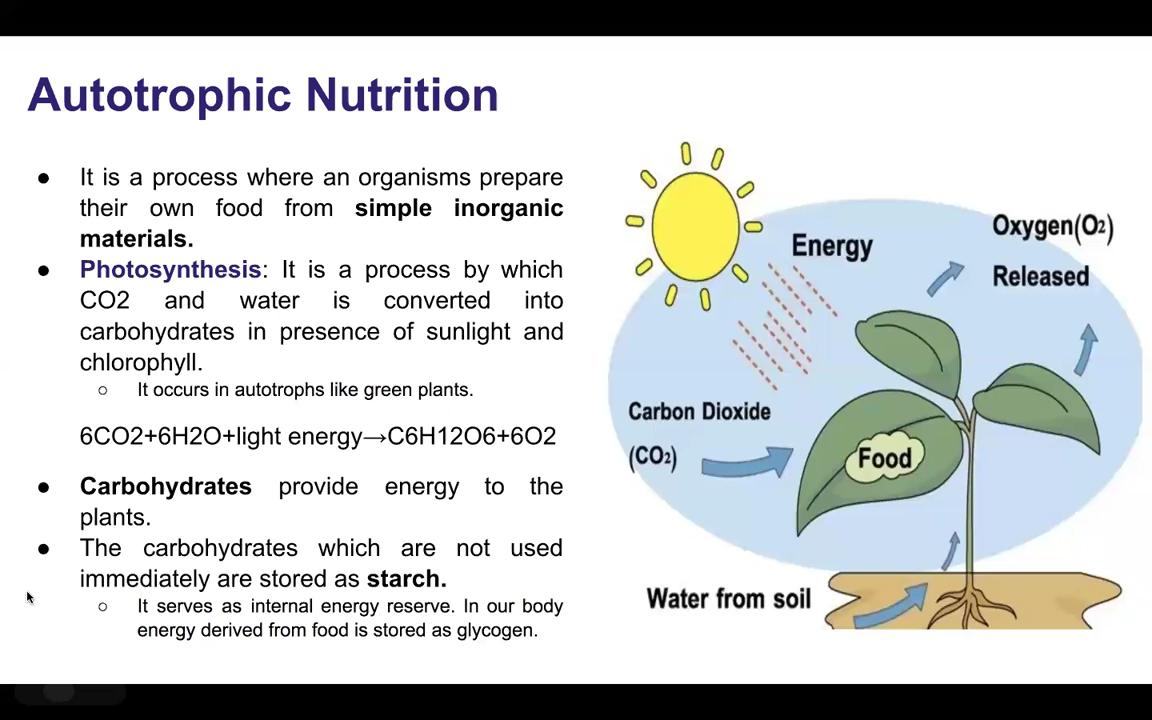 Autotrophic Nutrition
● It is a process where an organisms prepare
their own food from simple inorganic
materials.
● Photosynthesis: It is a process by which
CO2 and water is converted into
carbohydrates in presence of sunlight and
chlorophyll.
○ It occurs in autotrophs like green plants.
6CO2+6H2O+light energy→C6H12O6+6O2
● Carbohydrates provide energy to the
plants.
● The carbohydrates which are not used
immediately are stored as starch.
○ It serves as internal energy reserve. In our body
energy derived from food is stored as glycogen.
Energy
Oxygen(O₂)
Released
Carbon Dioxide
(CO₂)
Food
Water from soil